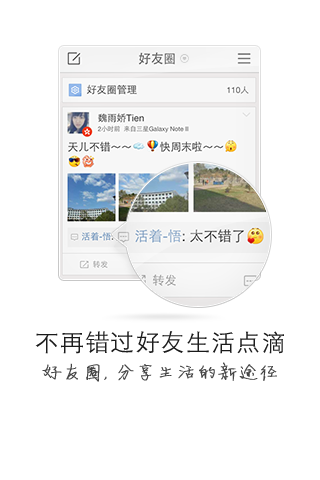 好友圈
好友圈管理 110人
魏雨娇Tien
2小时前 来自三星Galaxy Note II
天儿不错～～ 快周末啦～～
活着-悟:
活着-悟: 太不错了
转发
转发
不再错过好友生活点滴
好友圈, 分享生活的新途径